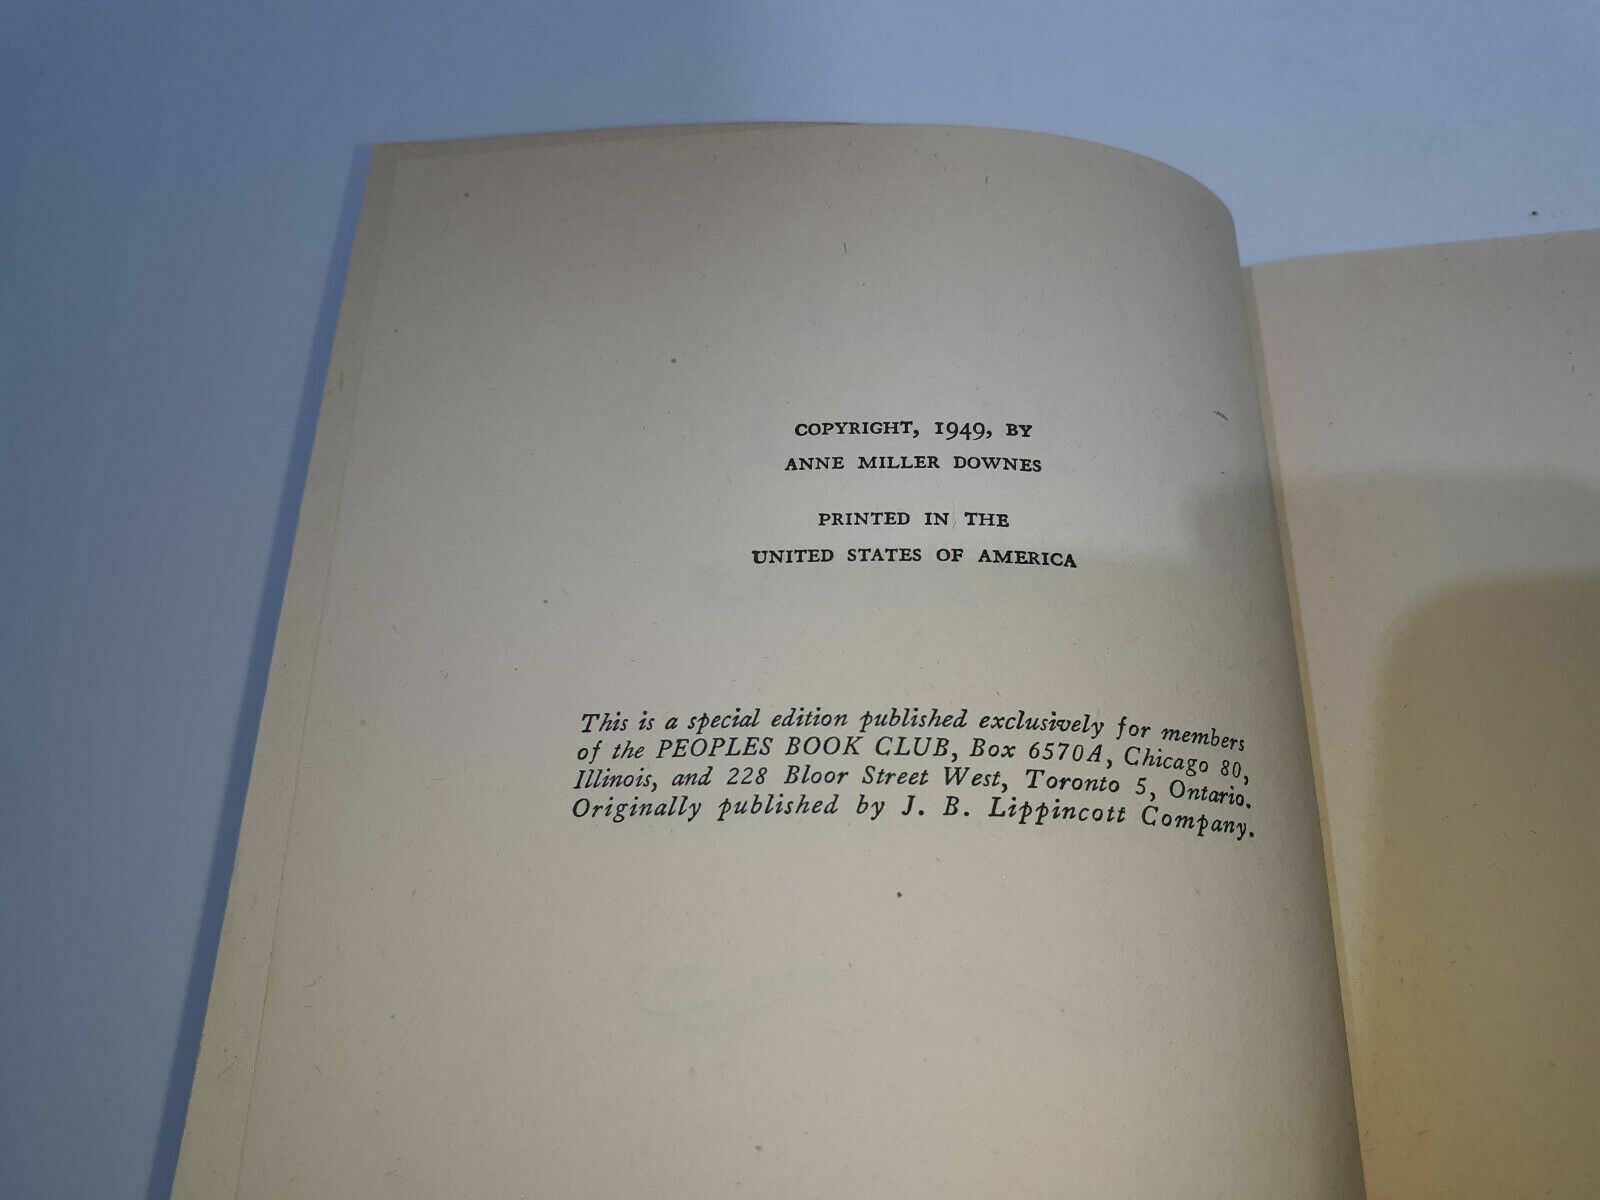 COPYRIGHT, 1949, BY
ANNE MILLER DOWNES
PRINTED IN THE
UNITED STATES OF AMERICA
This is a special edition published exclusively for members
of the PEOPLES BOOK CLUB, Box 6570A, Chicago 80,
Illinois, and 228 Bloor Street West, Toronto 5, Ontario.
Originally published by J. B. Lippincott Company.